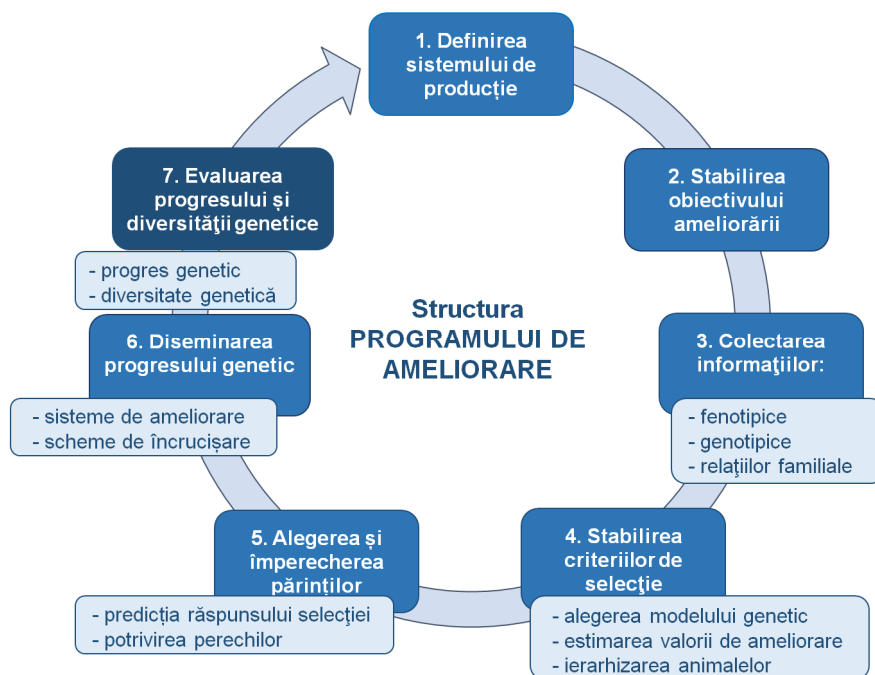 1. Definirea
sistemului de
producție
2. Stabilirea
obiectivului
ameliorării
3. Colectarea
informaţiilor:
- fenotipice
- genotipice
- relaţiilor familiale
4. Stabilirea
criteriilor de
selecţie
- alegerea modelului genetic
- estimarea valorii de ameliorare
- ierarhizarea animalelor
5. Alegerea și
împerecherea
părinților
- predicția răspunsului selecţiei
- potrivirea perechilor
6. Diseminarea
progresului genetic
- sisteme de ameliorare
- scheme de încrucișare
7. Evaluarea
progresului și
diversităţii genetice
- progres genetic
- diversitate genetică
Structura
PROGRAMULUI DE
AMELIORARE